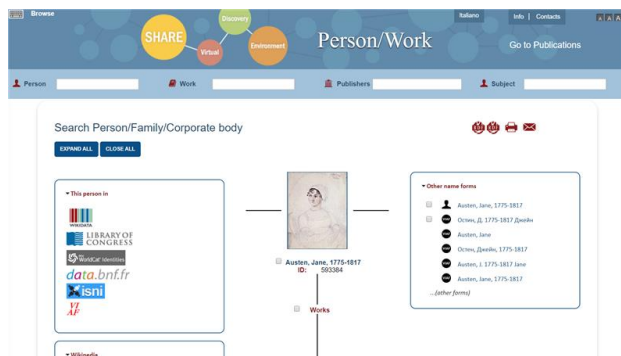 Browse
Italiano
Info | Contacts
A A A
SHARE
Virtual
Discovery
Environment
Person/Work
Go to Publications
Person
Work
Publishers
Subject
Search Person/Family/Corporate body
EXPAND ALL
CLOSE ALL
This person in
WIKIDATA
LIBRARY OF
CONGRESS
WorldCat Identities
data.bnf.fr
isni
VIAF
Wikipedia
Austen, Jane, 1775-1817
ID: 593384
Works
Other name forms
Austen, Jane, 1775-1817
Остин, Д. 1775-1817 Джейн
Austen, Jane
Остен, Джейн, 1775-1817
Austen, J. 1775-1817 Jane
Austen, Jane, 1775-1817
...(other forms)